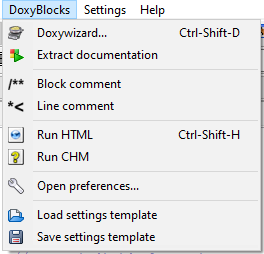 DoxyBlocks Settings Help
Doxywizard... Ctrl-Shift-D
Extract documentation
/** Block comment
*< Line comment
Run HTML Ctrl-Shift-H
? Run CHM
Open preferences...
Load settings template
Save settings template